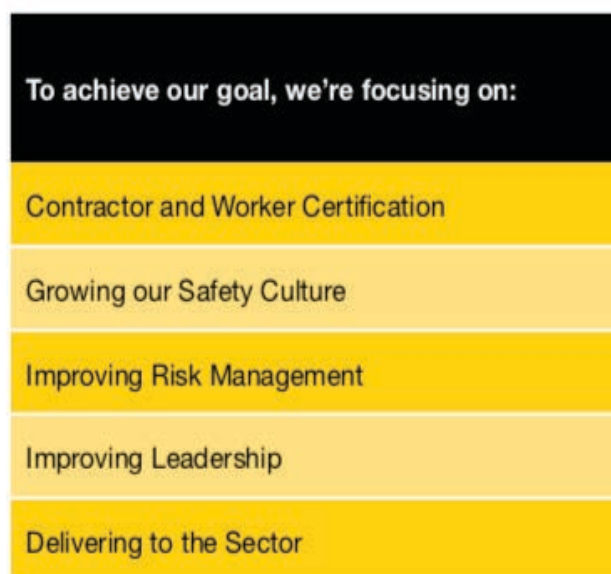 To achieve our goal, we’re focusing on:
Contractor and Worker Certification
Growing our Safety Culture
Improving Risk Management
Improving Leadership
Delivering to the Sector